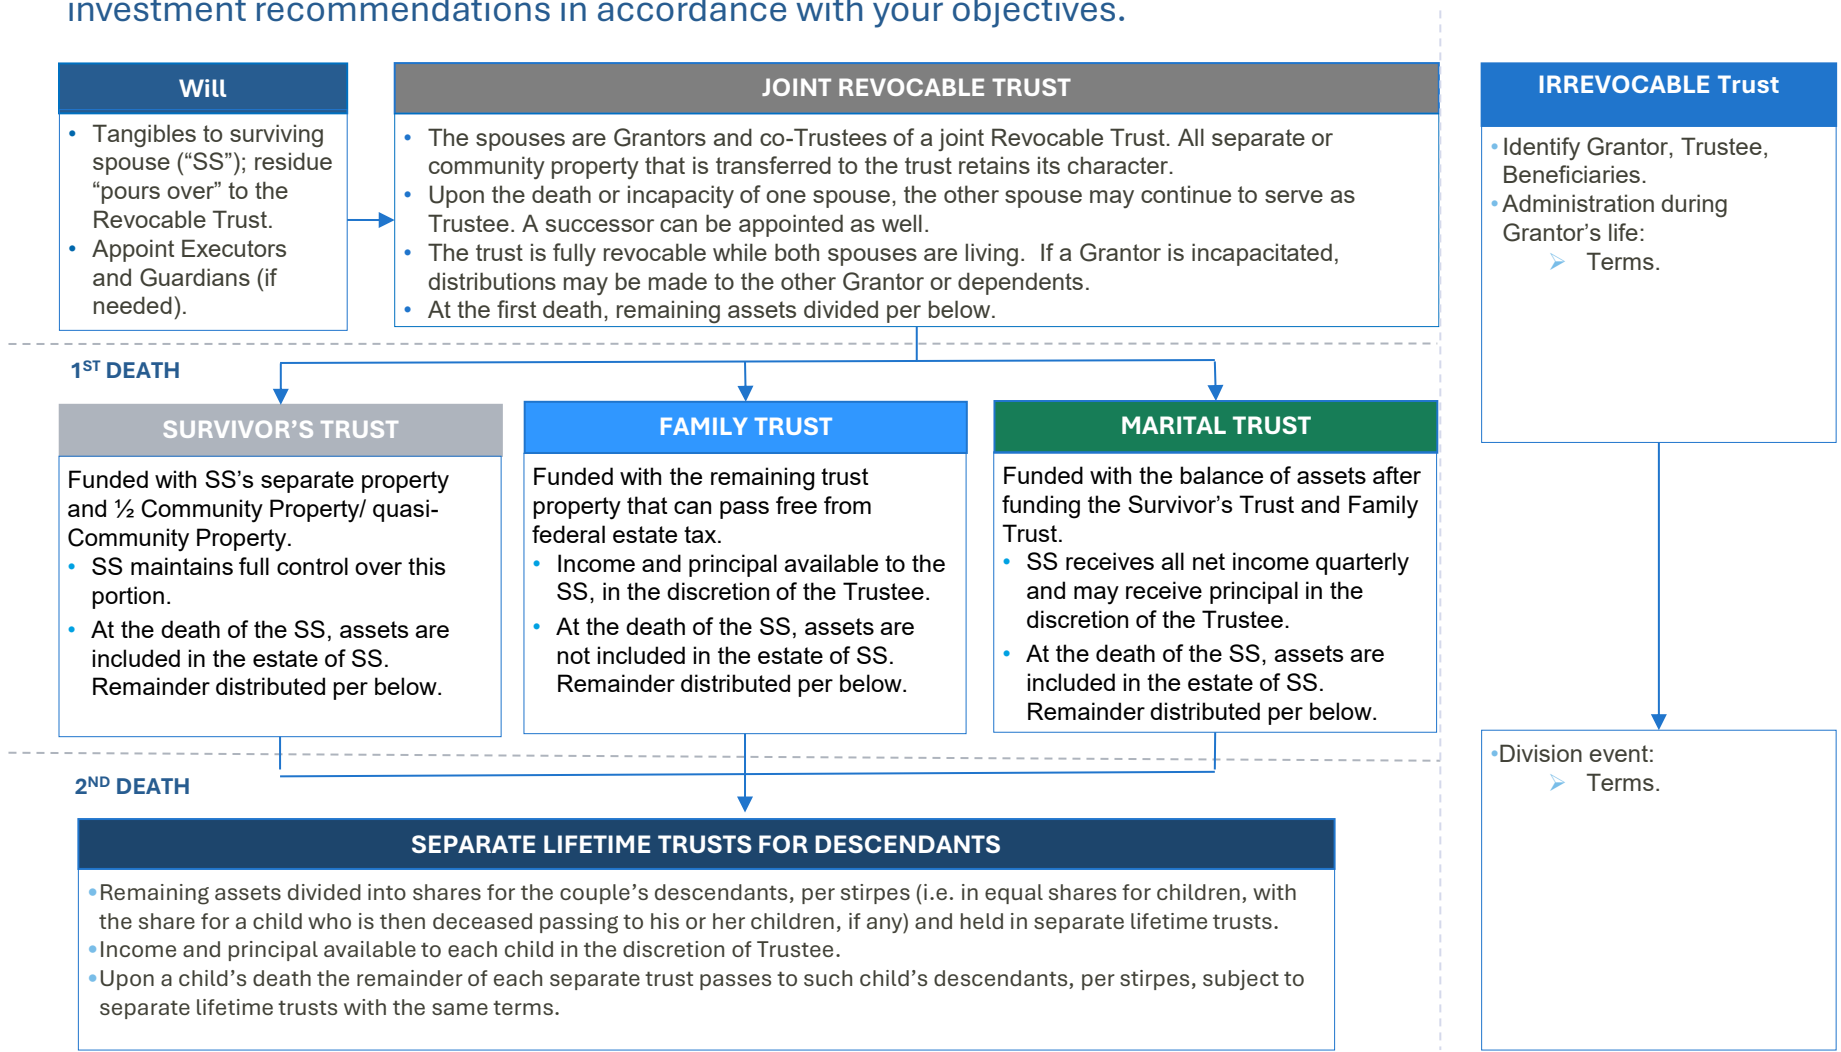 investment recommendations in accordance with your objectives.
Will
• Tangibles to surviving
spouse (“SS”); residue
“pours over” to the
Revocable Trust.
• Appoint Executors
and Guardians (if
needed).
JOINT REVOCABLE TRUST
• The spouses are Grantors and co-Trustees of a joint Revocable Trust. All separate or
community property that is transferred to the trust retains its character.
• Upon the death or incapacity of one spouse, the other spouse may continue to serve as
Trustee. A successor can be appointed as well.
• The trust is fully revocable while both spouses are living.  If a Grantor is incapacitated,
distributions may be made to the other Grantor or dependents.
• At the first death, remaining assets divided per below.
IRREVOCABLE Trust
• Identify Grantor, Trustee,
Beneficiaries.
• Administration during
Grantor’s life:
➢ Terms.
1ST DEATH
SURVIVOR’S TRUST
Funded with SS’s separate property
and ½ Community Property/ quasi-
Community Property.
• SS maintains full control over this
portion.
• At the death of the SS, assets are
included in the estate of SS.
Remainder distributed per below.
FAMILY TRUST
Funded with the remaining trust
property that can pass free from
federal estate tax.
• Income and principal available to the
SS, in the discretion of the Trustee.
• At the death of the SS, assets are
not included in the estate of SS.
Remainder distributed per below.
MARITAL TRUST
Funded with the balance of assets after
funding the Survivor’s Trust and Family
Trust.
• SS receives all net income quarterly
and may receive principal in the
discretion of the Trustee.
• At the death of the SS, assets are
included in the estate of SS.
Remainder distributed per below.
• Division event:
➢ Terms.
2ND DEATH
SEPARATE LIFETIME TRUSTS FOR DESCENDANTS
• Remaining assets divided into shares for the couple’s descendants, per stirpes (i.e. in equal shares for children, with
the share for a child who is then deceased passing to his or her children, if any) and held in separate lifetime trusts.
• Income and principal available to each child in the discretion of Trustee.
• Upon a child’s death the remainder of each separate trust passes to such child’s descendants, per stirpes, subject to
separate lifetime trusts with the same terms.